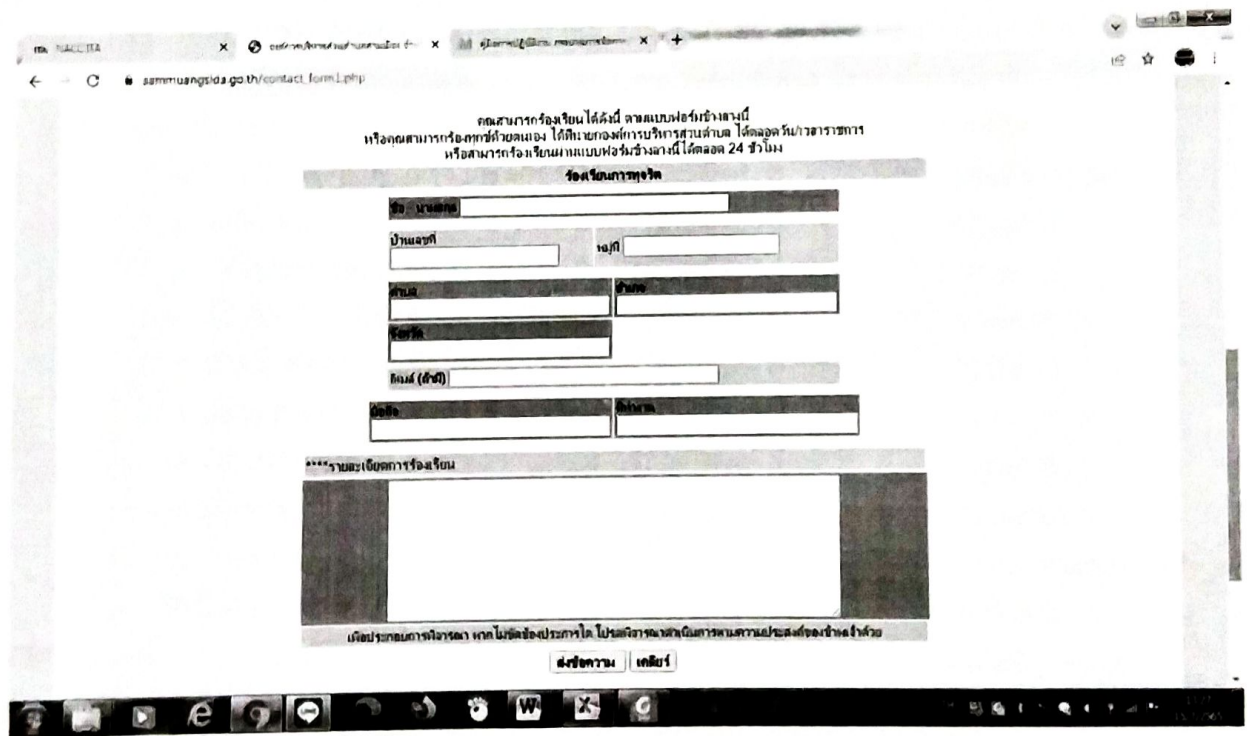 ITA
sammuangsida.go.th/contact_form1.php
คุณสามารถร้องเรียนได้ดังนี้ ตามแบบฟอร์มข้างล่างนี้
หรือคุณสามารถร้องทุกข์ด้วยตนเอง ได้ที่นายกองค์การบริหารส่วนตำบล ได้ตลอดวัน/เวลาราชการ
หรือสามารถร้องเรียนผ่านแบบฟอร์มข้างล่างนี้ได้ตลอด 24 ชั่วโมง
ร้องเรียนการทุจริต
ชื่อ นามสกุล
บ้านเลขที่
หมู่ที่
ตำบล
อำเภอ
จังหวัด
อีเมล์ (ถ้ามี)
มือถือ
ที่ทำงาน
****รายละเอียดการร้องเรียน
เพื่อประกอบการพิจารณา หากไม่ขัดข้องประการใด โปรดพิจารณาดำเนินการตามความประสงค์ของข้าพเจ้าด้วย
ส่งข้อความ
เคลียร์